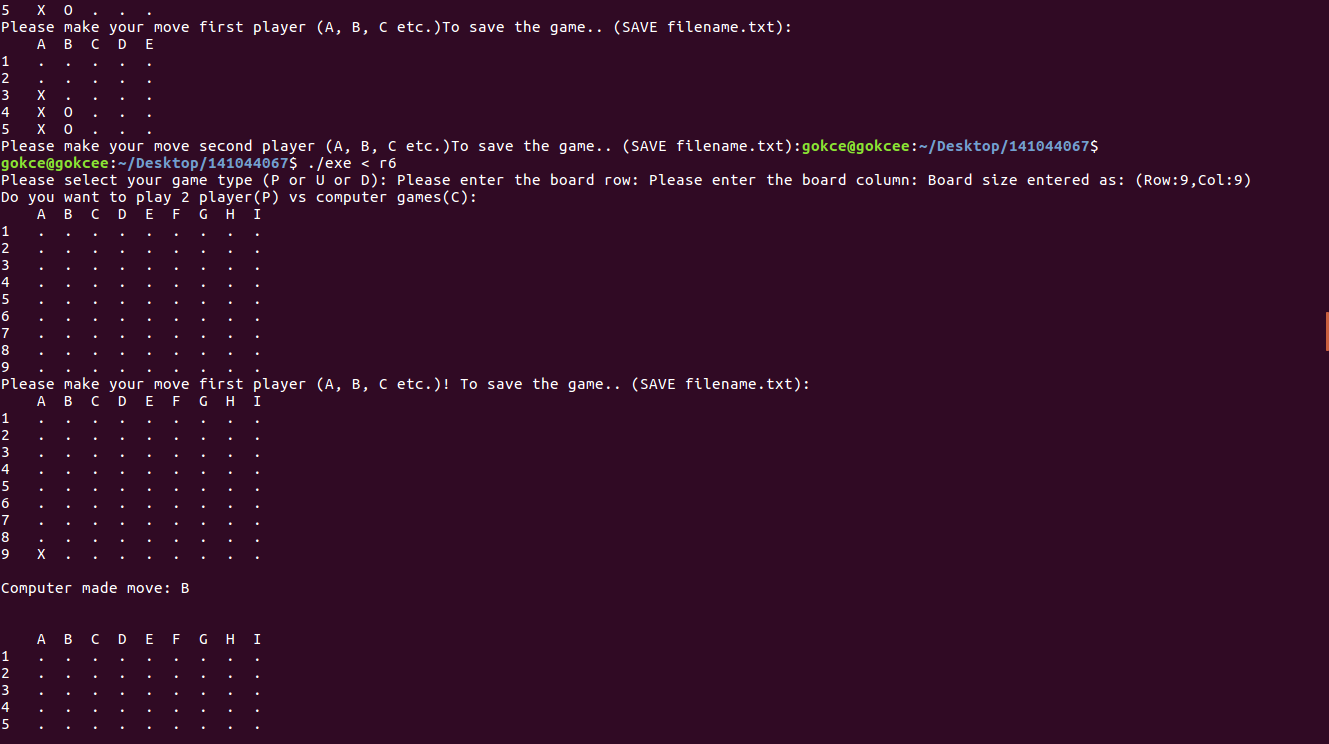 5   X  O  .  .  .
Please make your move first player (A, B, C etc.)To save the game.. (SAVE filename.txt):
    A  B  C  D  E
1   .  .  .  .  .
2   .  .  .  .  .
3   X  .  .  .  .
4   X  O  .  .  .
5   X  O  .  .  .
Please make your move second player (A, B, C etc.)To save the game.. (SAVE filename.txt):gokce@gokcee:~/Desktop/141044067$
gokce@gokcee:~/Desktop/141044067$ ./exe < r6
Please select your game type (P or U or D): Please enter the board row: Please enter the board column: Board size entered as: (Row:9,Col:9)
Do you want to play 2 player(P) vs computer games(C):
    A  B  C  D  E  F  G  H  I
1   .  .  .  .  .  .  .  .  .
2   .  .  .  .  .  .  .  .  .
3   .  .  .  .  .  .  .  .  .
4   .  .  .  .  .  .  .  .  .
5   .  .  .  .  .  .  .  .  .
6   .  .  .  .  .  .  .  .  .
7   .  .  .  .  .  .  .  .  .
8   .  .  .  .  .  .  .  .  .
9   .  .  .  .  .  .  .  .  .
Please make your move first player (A, B, C etc.)! To save the game.. (SAVE filename.txt):
    A  B  C  D  E  F  G  H  I
1   .  .  .  .  .  .  .  .  .
2   .  .  .  .  .  .  .  .  .
3   .  .  .  .  .  .  .  .  .
4   .  .  .  .  .  .  .  .  .
5   .  .  .  .  .  .  .  .  .
6   .  .  .  .  .  .  .  .  .
7   .  .  .  .  .  .  .  .  .
8   .  .  .  .  .  .  .  .  .
9   X  .  .  .  .  .  .  .  .
Computer made move: B
    A  B  C  D  E  F  G  H  I
1   .  .  .  .  .  .  .  .  .
2   .  .  .  .  .  .  .  .  .
3   .  .  .  .  .  .  .  .  .
4   .  .  .  .  .  .  .  .  .
5   .  .  .  .  .  .  .  .  .